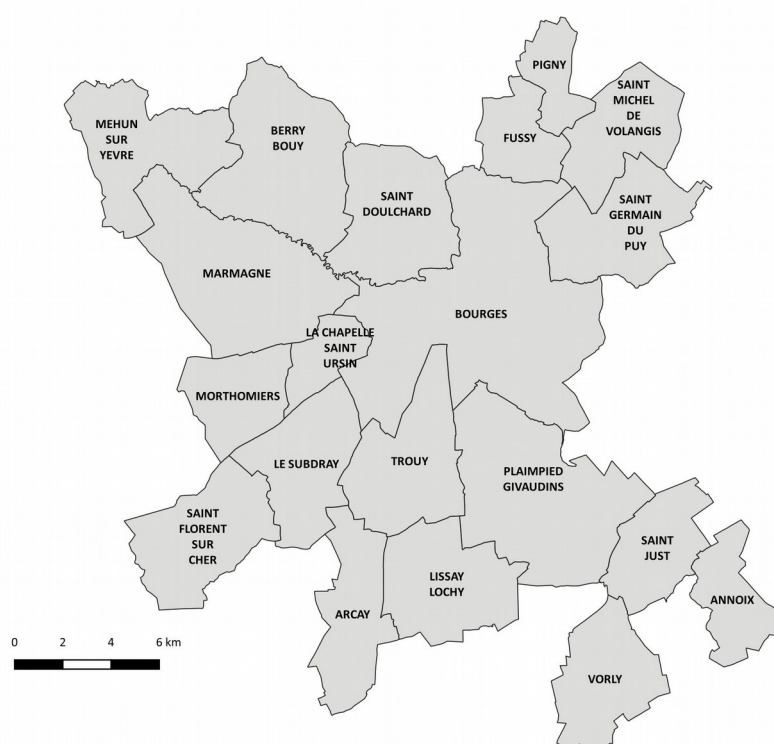 PIGNY
SAINT
MICHEL
DE
VOLANGIS
MEHUN
SUR
YEVRE
BERRY
BOUY
FUSSY
SAINT
DOULCHARD
SAINT
GERMAIN
DU
PUY
MARMAGNE
BOURGES
LA CHAPELLE
SAINT
URSIN
MORTHOMIERS
LE SUBDRAY
TROUY
PLAIMPIED
GIVAUDINS
SAINT
FLORENT
SUR
CHER
SAINT
JUST
LISSAY
LOCHY
ARCAY
ANNOIX
VORLY
0 2 4 6 km